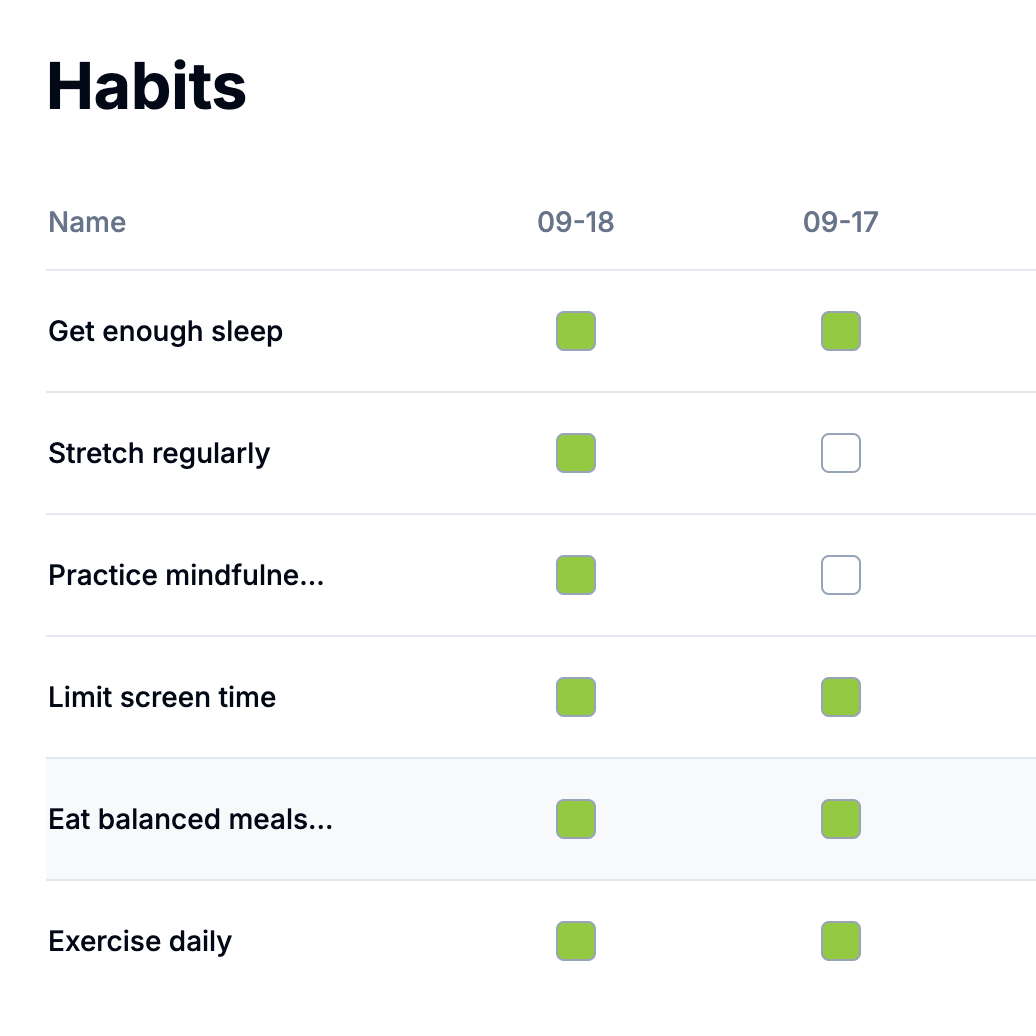 Habits
Name 09-18 09-17
Get enough sleep
Stretch regularly
Practice mindfulne...
Limit screen time
Eat balanced meals...
Exercise daily